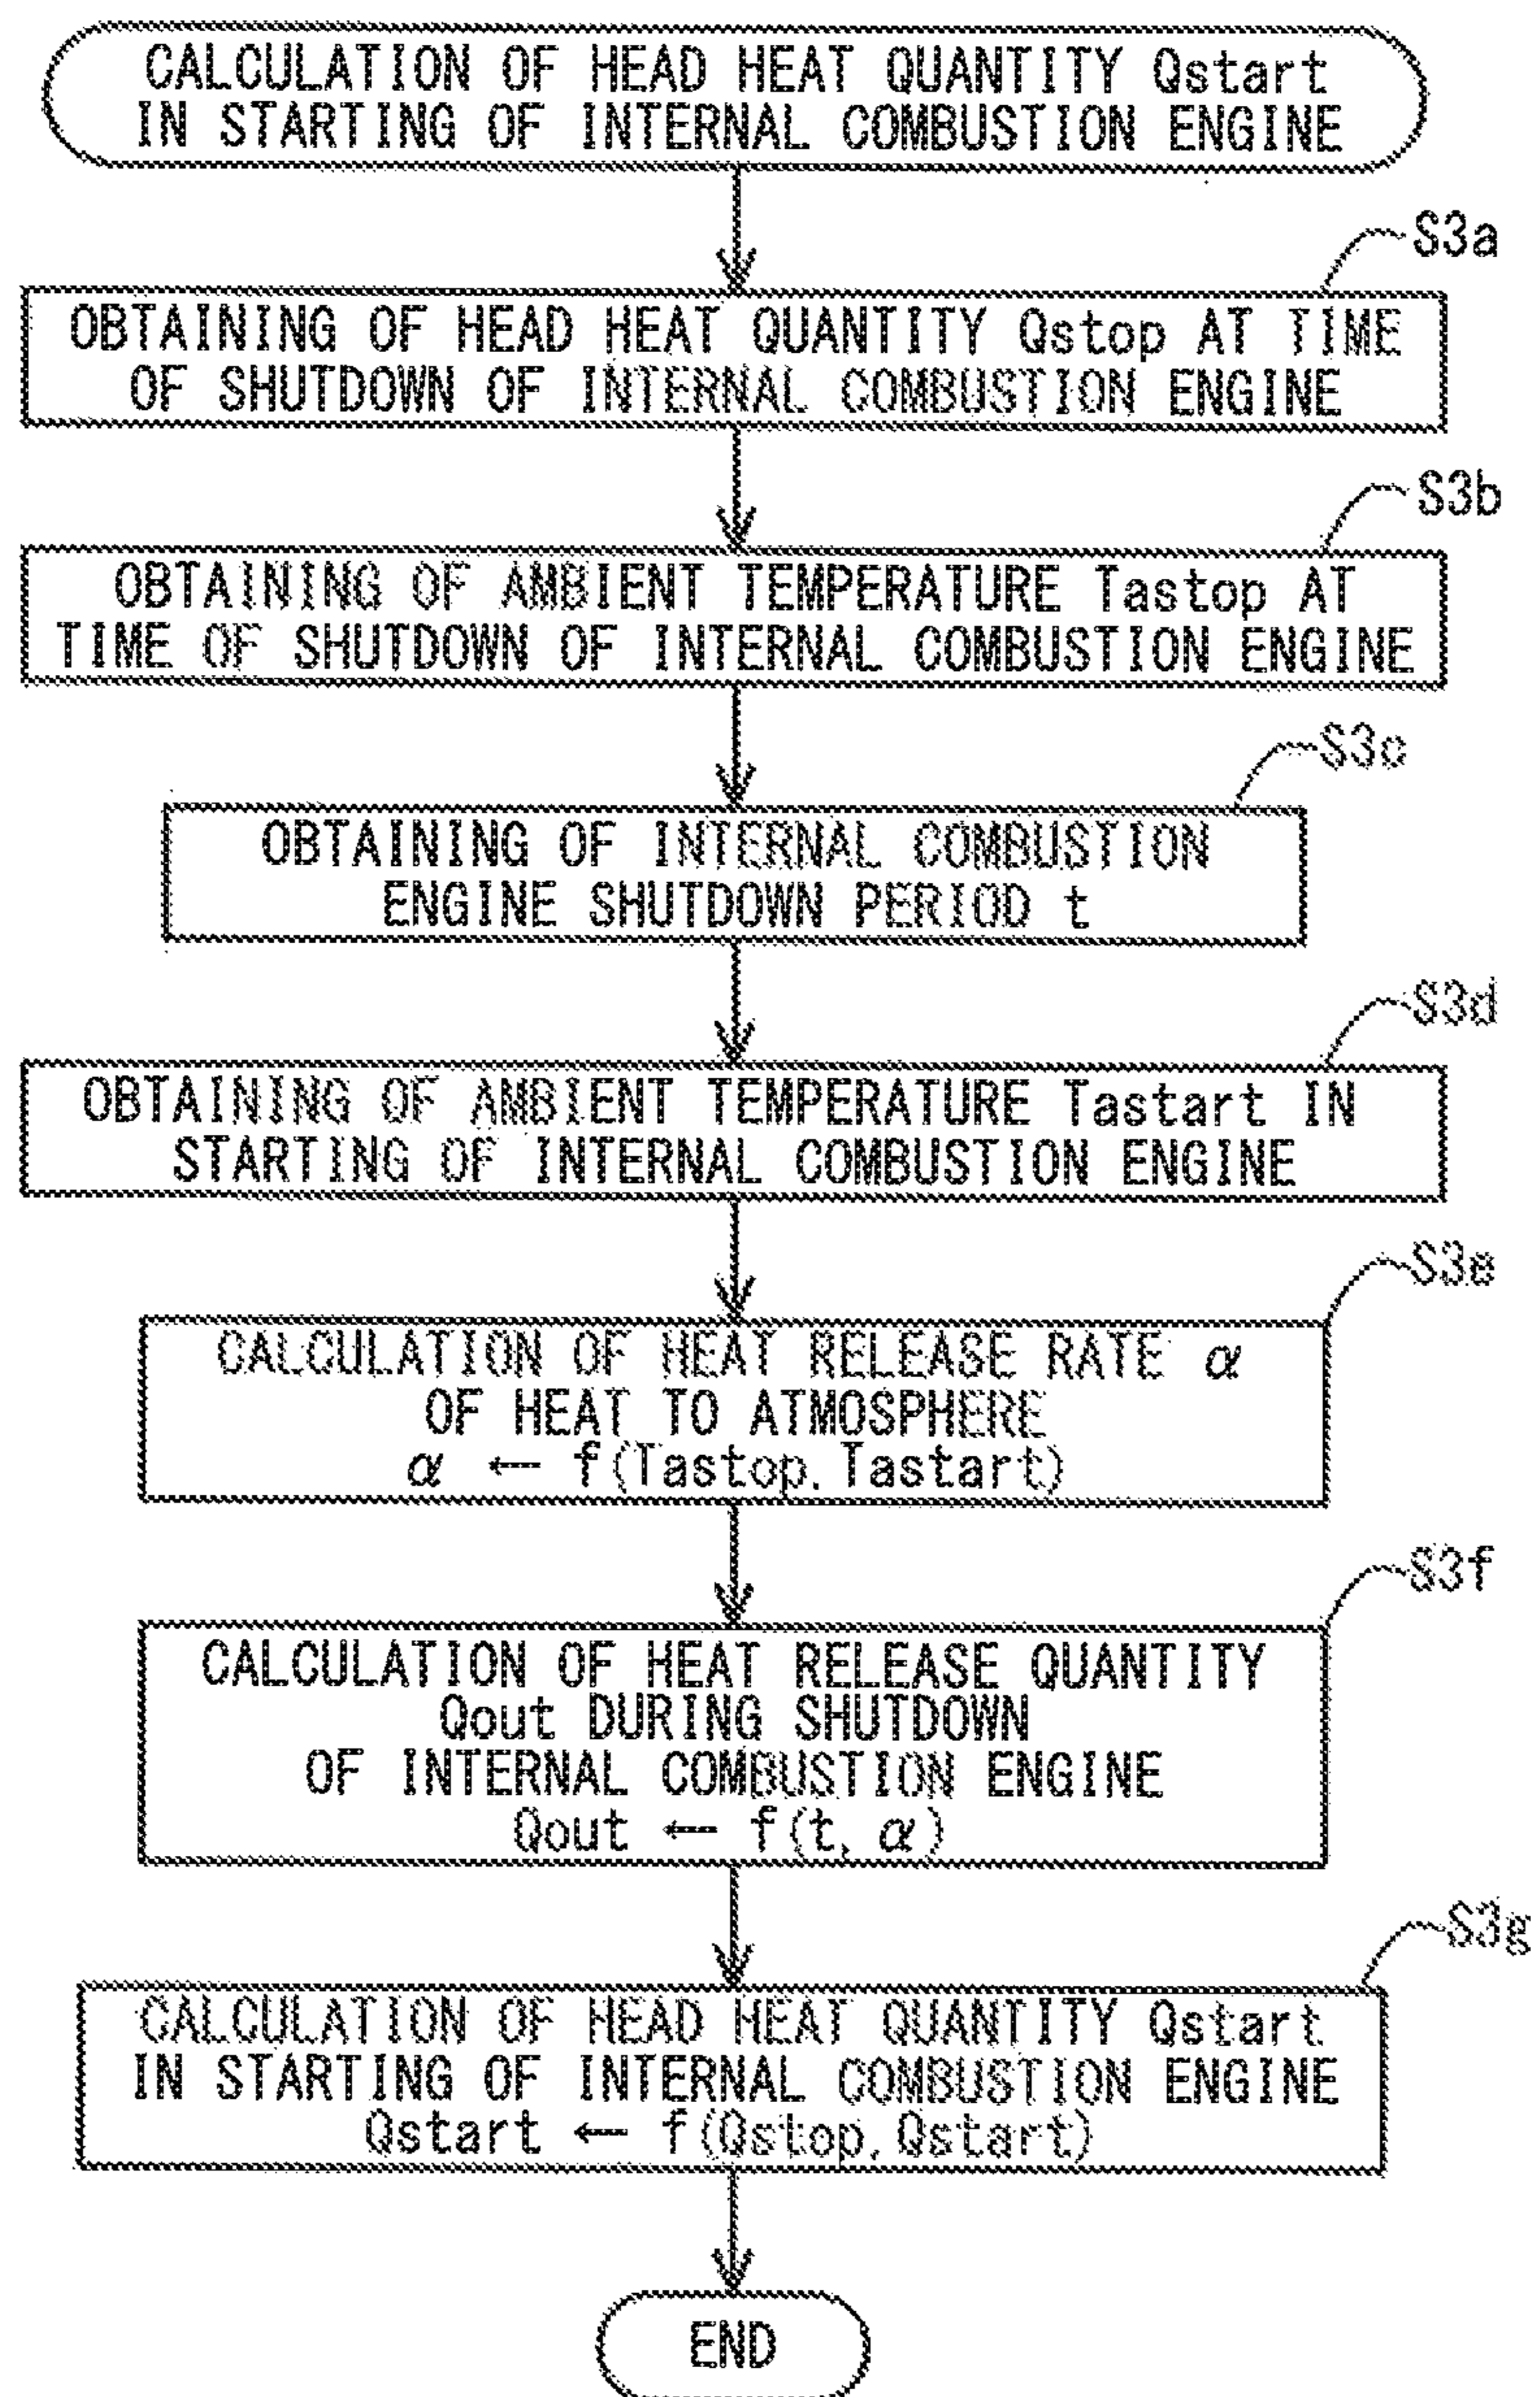 CALCULATION OF HEAD HEAT QUANTITY Qstart
IN STARTING OF INTERNAL COMBUSTION ENGINE
S3a
OBTAINING OF HEAD HEAT QUANTITY Qstop AT TIME
OF SHUTDOWN OF INTERNAL COMBUSTION ENGINE
S3b
OBTAINING OF AMBIENT TEMPERATURE Tastop AT
TIME OF SHUTDOWN OF INTERNAL COMBUSTION ENGINE
S3c
OBTAINING OF INTERNAL COMBUSTION
ENGINE SHUTDOWN PERIOD t
S3d
OBTAINING OF AMBIENT TEMPERATURE Tastart IN
STARTING OF INTERNAL COMBUSTION ENGINE
S3e
CALCULATION OF HEAT RELEASE RATE α
OF HEAT TO ATMOSPHERE
α ← f(Tastop, Tastart)
S3f
CALCULATION OF HEAT RELEASE QUANTITY
Qout DURING SHUTDOWN
OF INTERNAL COMBUSTION ENGINE
Qout ← f(t, α)
S3g
CALCULATION OF HEAD HEAT QUANTITY Qstart
IN STARTING OF INTERNAL COMBUSTION ENGINE
Qstart ← f(Qstop, Qstart)
END